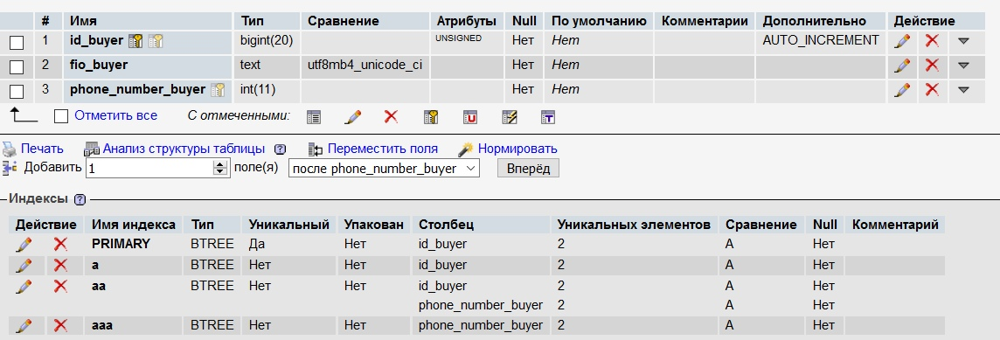 # Имя Тип Сравнение Атрибуты Null По умолчанию Комментарии Дополнительно Действие
1 id_buyer bigint(20) UNSIGNED Нет Нет AUTO_INCREMENT
2 fio_buyer text utf8mb4_unicode_ci Нет Нет
3 phone_number_buyer int(11) Нет Нет
Отметить все С отмеченными:
Печать Анализ структуры таблицы Переместить поля Нормировать
Добавить 1 поле(я) после phone_number_buyer Вперёд
Индексы
Действие Имя индекса Тип Уникальный Упакован Столбец Уникальных элементов Сравнение Null Комментарий
PRIMARY BTREE Да Нет id_buyer 2 A Нет
a BTREE Нет Нет id_buyer 2 A Нет
aa BTREE Нет Нет id_buyer 2 A Нет
phone_number_buyer 2 A Нет
aaa BTREE Нет Нет phone_number_buyer 2 A Нет